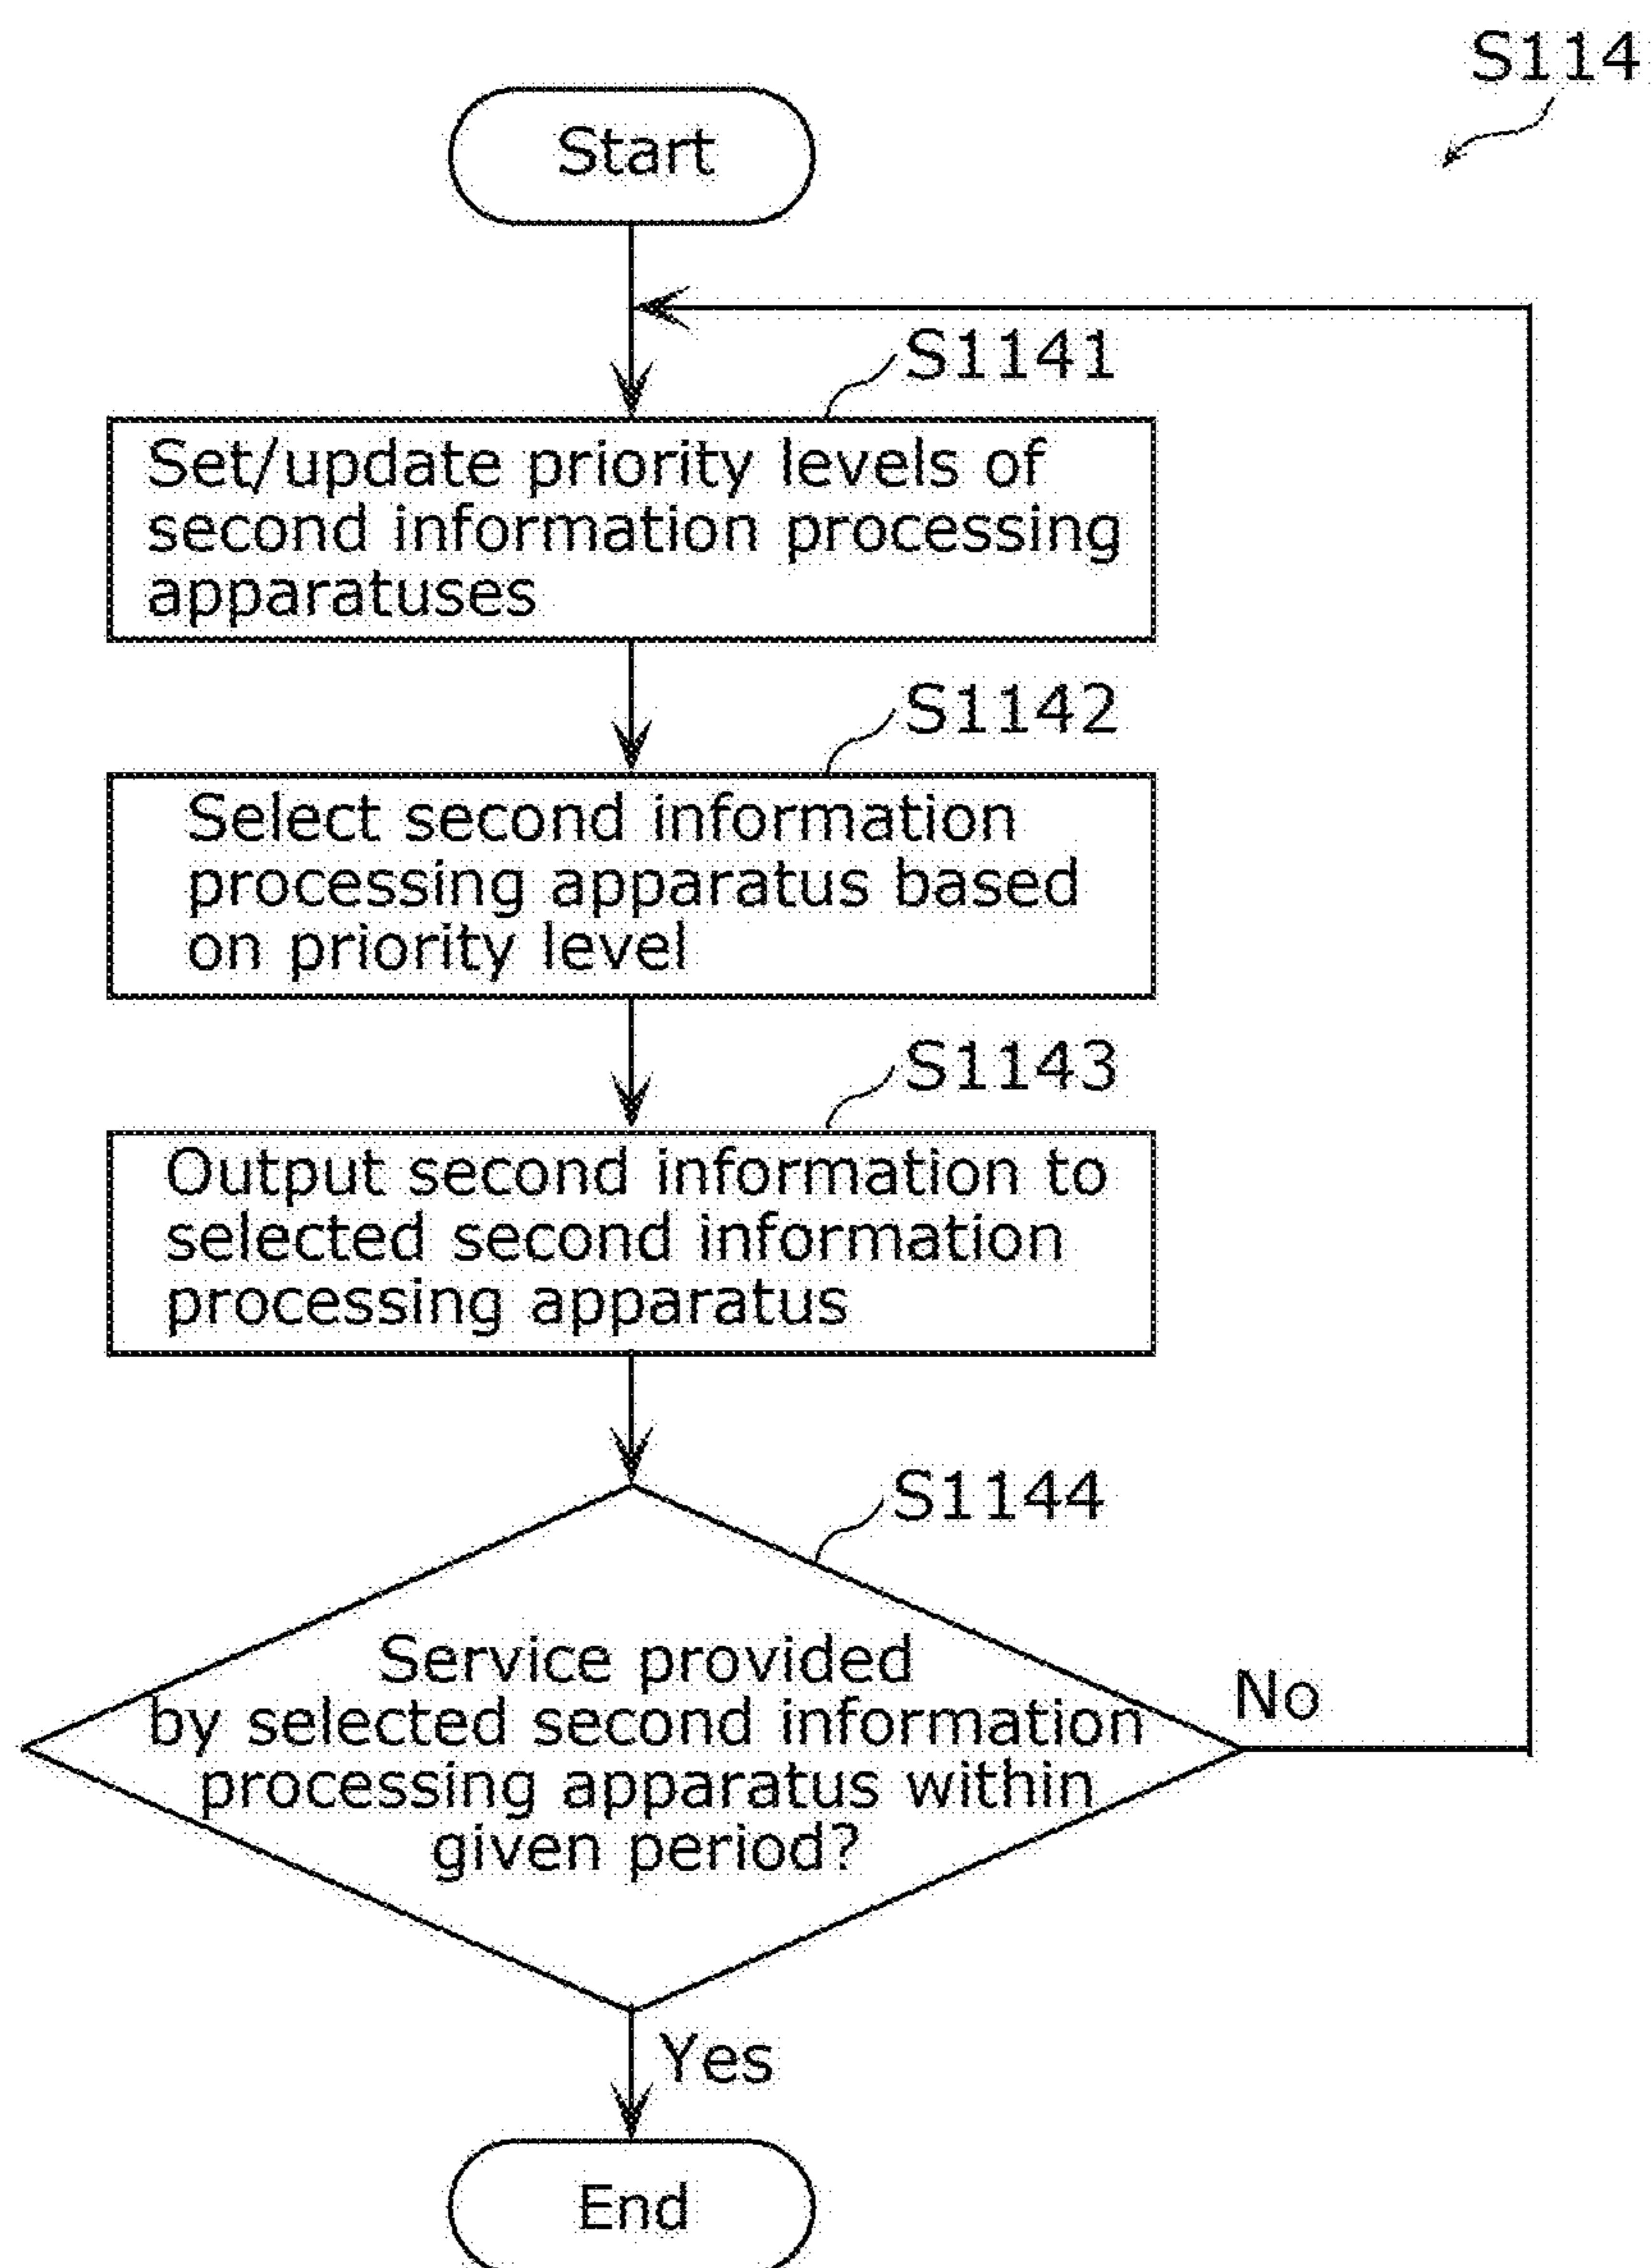 S114
Start
S1141
Set/update priority levels of
second information processing
apparatuses
S1142
Select second information
processing apparatus based
on priority level
S1143
Output second information to
selected second information
processing apparatus
S1144
Service provided
by selected second information
processing apparatus within
given period?
No
Yes
End